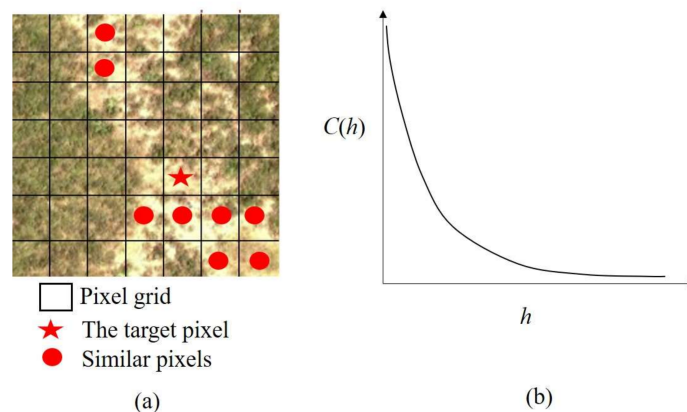 Pixel grid
The target pixel
Similar pixels
(a)
C(h)
h
(b)